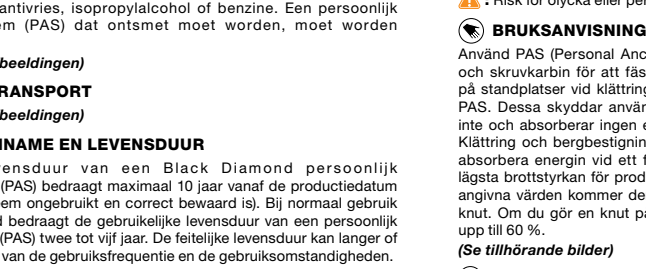 antivries, isopropylalcohol of benzine. Een persoonlijk
em (PAS) dat ontsmet moet worden, moet worden
beeldingen)
RANSPORT
beeldingen)
NAME EN LEVENSDUUR
ensduur van een Black Diamond persoonlijk
(PAS) bedraagt maximaal 10 jaar vanaf de productiedatum
em ongebruikt en correct bewaard is). Bij normaal gebruik
bedraagt de gebruikelijke levensduur van een persoonlijk
(PAS) twee tot vijf jaar. De feitelijke levensduur kan langer of
van de gebruiksfrequentie en de gebruiksomstandigheden.
: Risk för olycka eller per
BRUKSANVISNING
Använd PAS (Personal Anc
och skruvkarbin för att fäs
på standplatser vid klättring
PAS. Dessa skyddar använ
inte och absorberar ingen e
Klättring och bergbestignin
absorbera energin vid ett f
lägsta brottstyrkan för prod
angivna värden kommer de
knut. Om du gör en knut på
upp till 60 %.
(Se tillhörande bilder)